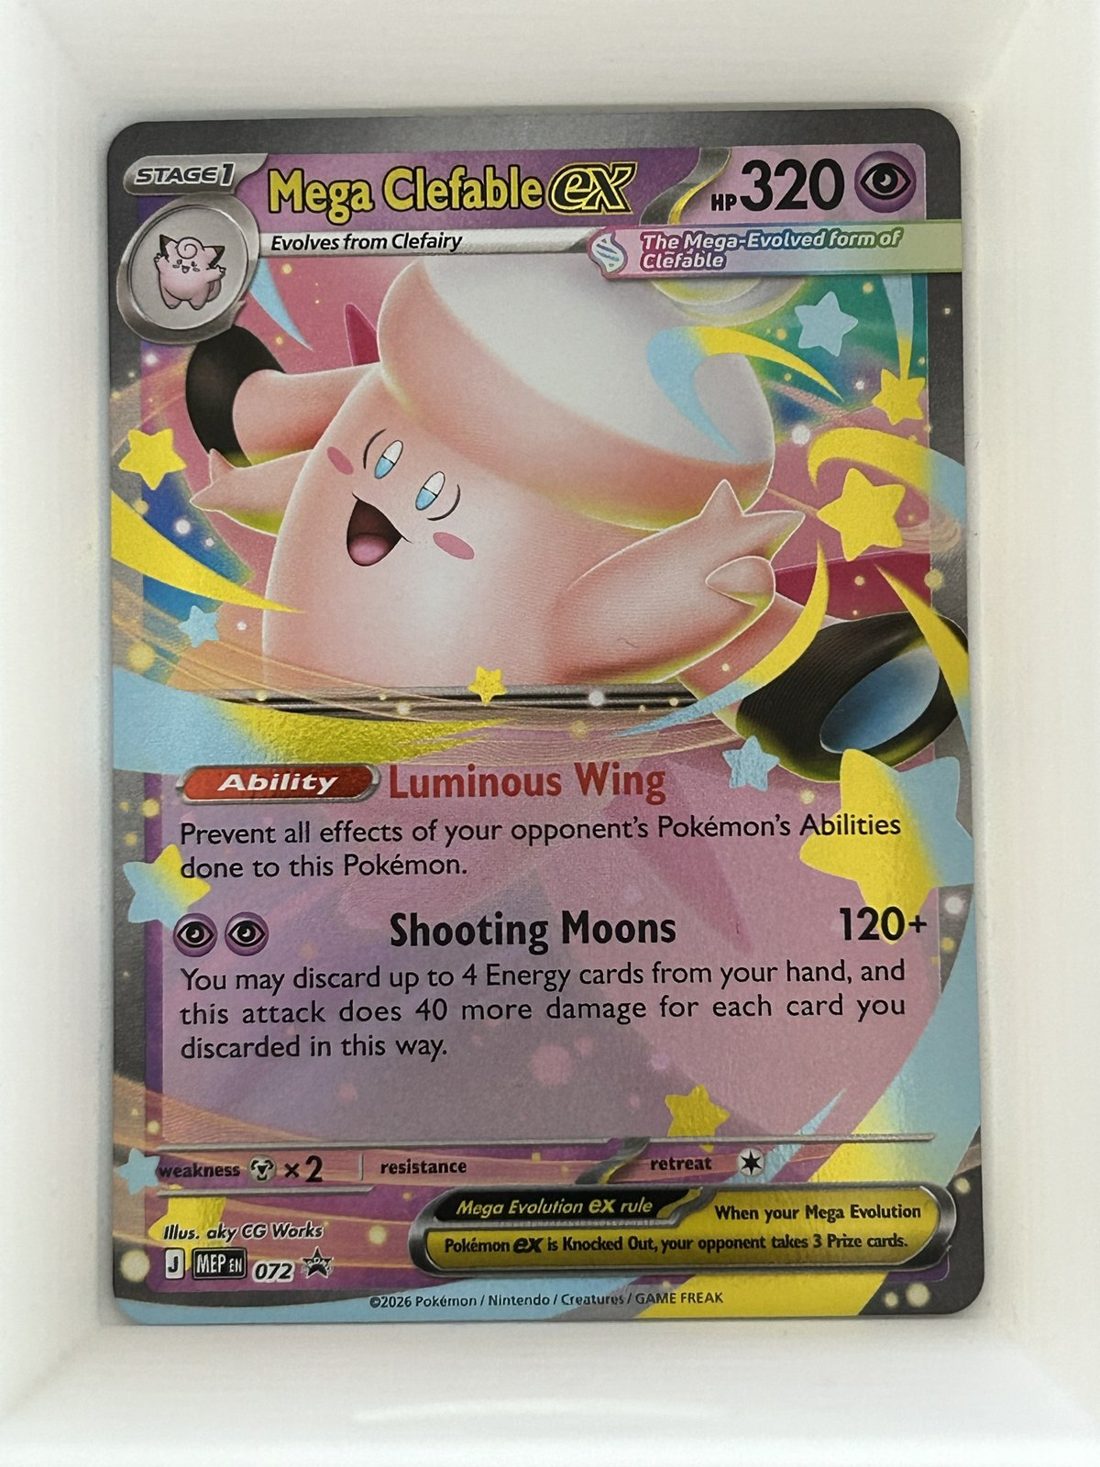 STAGE1
Mega Clefable ex
HP 320
Evolves from Clefairy
The Mega-Evolved form of
Clefable
Ability Luminous Wing
Prevent all effects of your opponent's Pokémon's Abilities
done to this Pokémon.
Shooting Moons 120+
You may discard up to 4 Energy cards from your hand, and
this attack does 40 more damage for each card you
discarded in this way.
weakness ×2 resistance retreat
Mega Evolution ex rule When your Mega Evolution
Pokémon ex is Knocked Out, your opponent takes 3 Prize cards.
Illus. aky CG Works
J MEP EN 072
©2026 Pokémon / Nintendo / Creatures / GAME FREAK